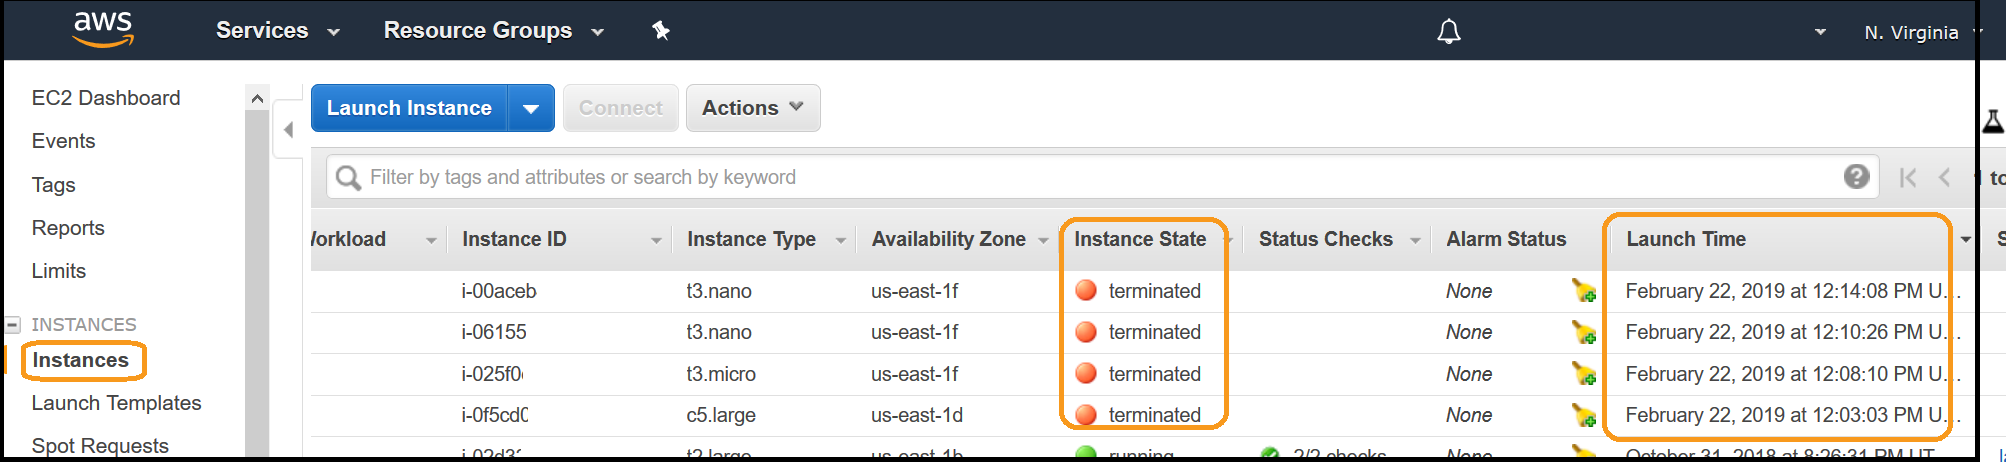 aws Services Resource Groups N. Virginia
EC2 Dashboard
Events
Tags
Reports
Limits
INSTANCES
Instances
Launch Templates
Spot Requests
Launch Instance Connect Actions
Filter by tags and attributes or search by keyword ? to
Workload Instance ID Instance Type Availability Zone Instance State Status Checks Alarm Status Launch Time S
i-00aceb t3.nano us-east-1f terminated None February 22, 2019 at 12:14:08 PM U...
i-06155 t3.nano us-east-1f terminated None February 22, 2019 at 12:10:26 PM U...
i-025f0 t3.micro us-east-1f terminated None February 22, 2019 at 12:08:10 PM U...
i-0f5cd0 c5.large us-east-1d terminated None February 22, 2019 at 12:03:03 PM U...
i-02d3 t2.large us-east-1b running 2/2 checks None October 31, 2018 at 8:26:31 PM UT